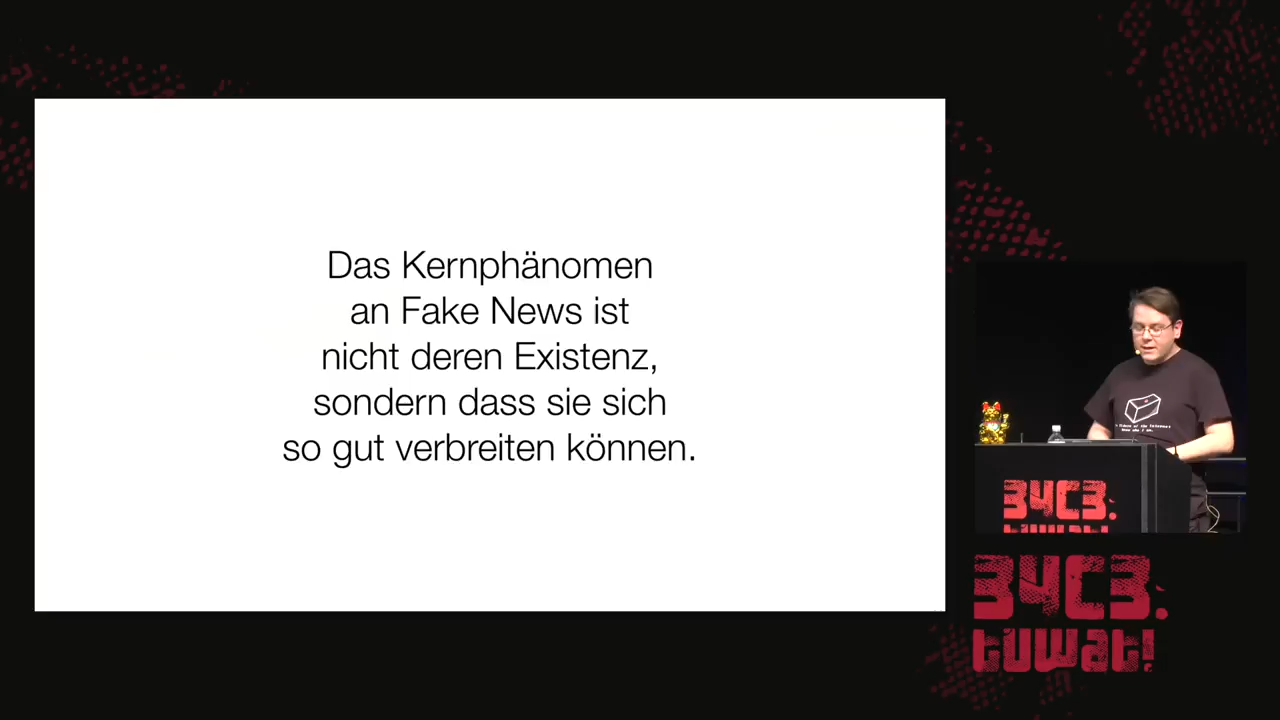 Das Kernphänomen
an Fake News ist
nicht deren Existenz,
sondern dass sie sich
so gut verbreiten können.
34C3.
tuwat!
34C3.
tuwat!